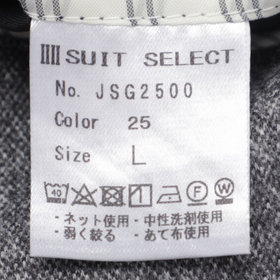 SUIT SELECT
No. JSG2500
Color 25
Size L
40 F W
・ネット使用・中性洗剤使用
・弱く絞る ・あて布使用